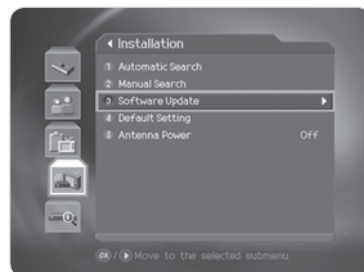 Installation
1 Automatic Search
2 Manual Search
3 Software Update
4 Default Setting
5 Antenna Power Off
OK / Move to the selected submenu